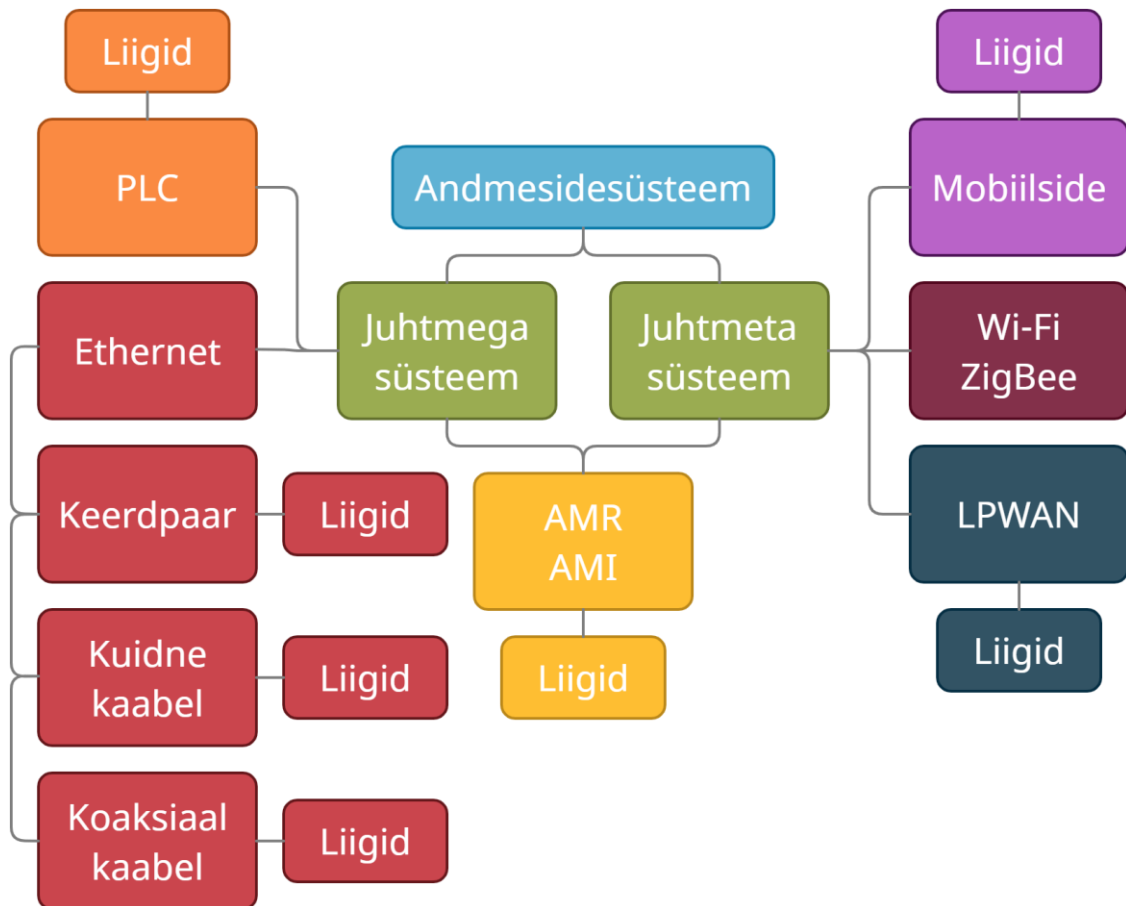 Liigid
Liigid
PLC
Andmesidesüsteem
Mobiilside
Ethernet
Juhtmega
süsteem
Juhtmeta
süsteem
Wi-Fi
ZigBee
Keerdpaar
Liigid
AMR
AMI
LPWAN
Kuidne
kaabel
Liigid
Liigid
Liigid
Koaksiaal
kaabel
Liigid